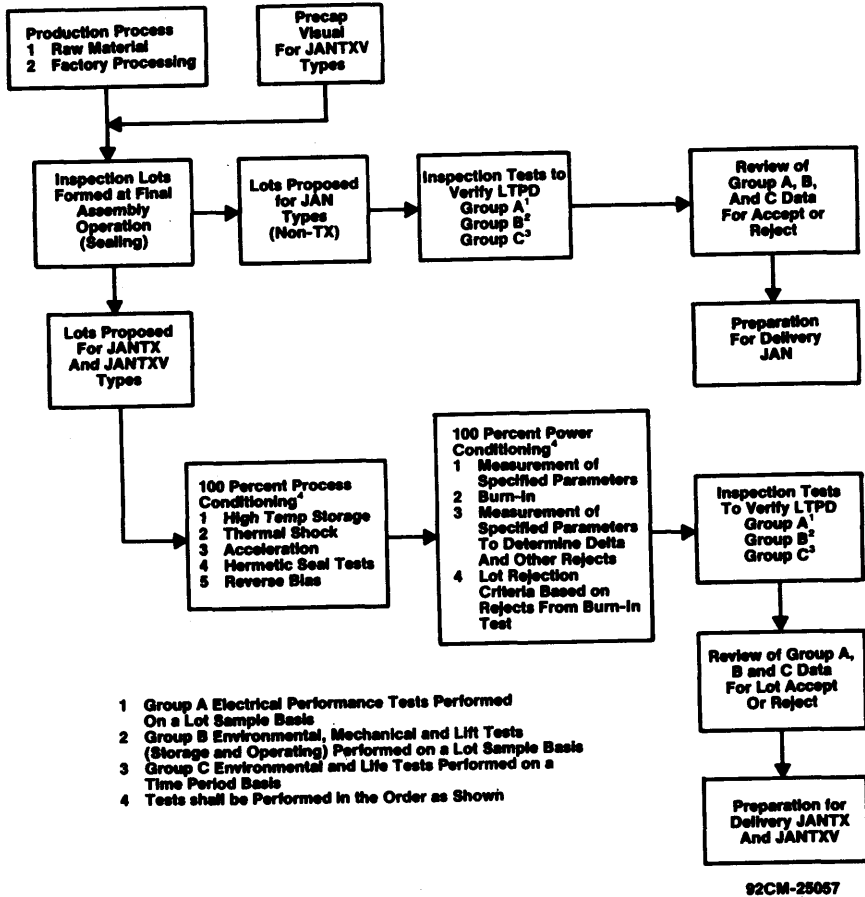 Production Process
1 Raw Material
2 Factory Processing
Precap
Visual
For JANTXV
Types
Inspection Lots
Formed at Final
Assembly
Operation
(Sealing)
Lots Proposed
for JAN
Types
(Non-TX)
Inspection Tests to
Verify LTPD
Group A¹
Group B²
Group C³
Review of
Group A, B,
And C Data
For Accept or
Reject
Preparation
For Delivery
JAN
Lots Proposed
For JANTX
And JANTXV
Types
100 Percent Process
Conditioning⁴
1 High Temp Storage
2 Thermal Shock
3 Acceleration
4 Hermetic Seal Tests
5 Reverse Bias
100 Percent Power
Conditioning⁴
1 Measurement of
Specified Parameters
2 Burn-in
3 Measurement of
Specified Parameters
To Determine Delta
And Other Rejects
4 Lot Rejection
Criteria Based on
Rejects From Burn-in
Test
Inspection Tests
To Verify LTPD
Group A¹
Group B²
Group C³
Review of Group A,
B and C Data
For Lot Accept
Or Reject
Preparation for
Delivery JANTX
And JANTXV
1 Group A Electrical Performance Tests Performed
On a Lot Sample Basis
2 Group B Environmental, Mechanical and Lift Tests
(Storage and Operating) Performed on a Lot Sample Basis
3 Group C Environmental and Life Tests Performed on a
Time Period Basis
4 Tests shall be Performed in the Order as Shown
92CM-25057